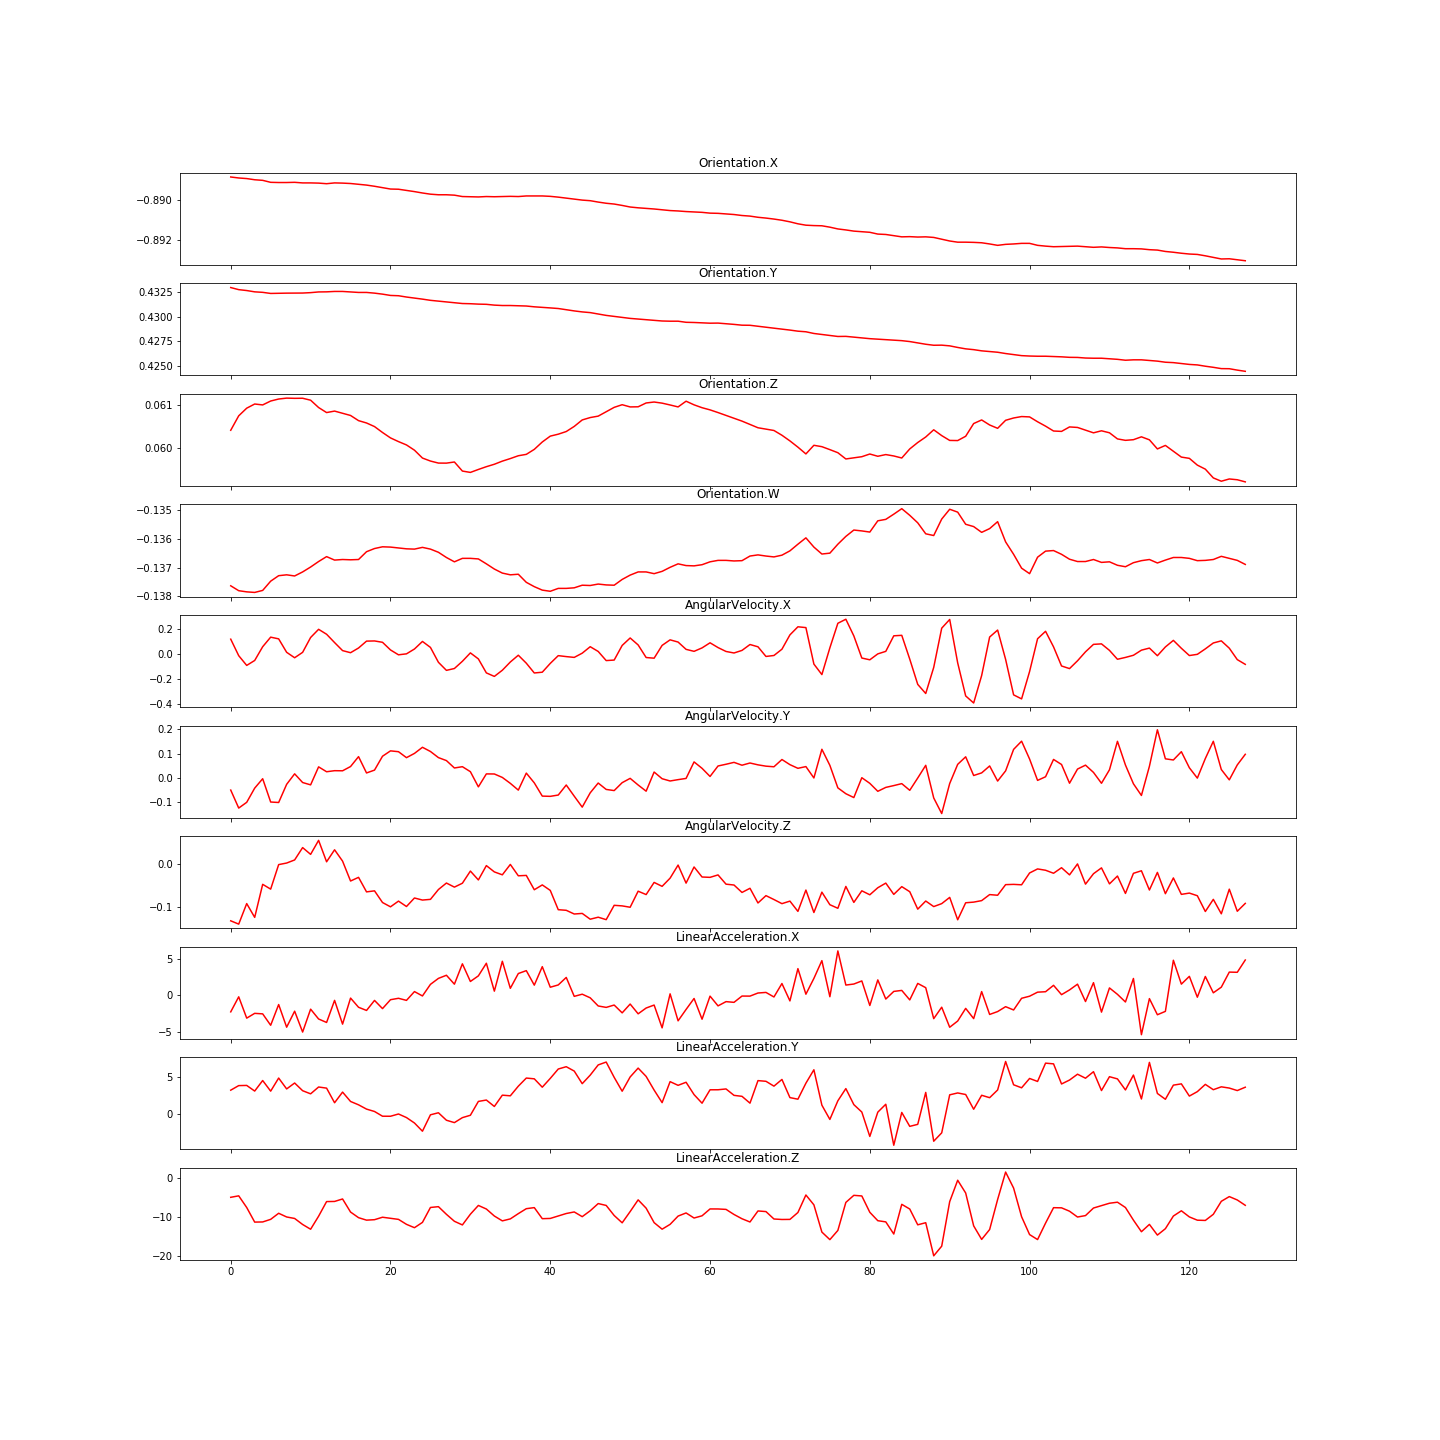 Orientation.X
−0.890
−0.892
Orientation.Y
0.4325
0.4300
0.4275
0.4250
Orientation.Z
0.061
0.060
Orientation.W
−0.135
−0.136
−0.137
−0.138
AngularVelocity.X
0.2
0.0
−0.2
−0.4
AngularVelocity.Y
0.2
0.1
0.0
−0.1
AngularVelocity.Z
0.0
−0.1
LinearAcceleration.X
5
0
−5
LinearAcceleration.Y
5
0
LinearAcceleration.Z
0
−10
−20
0 20 40 60 80 100 120